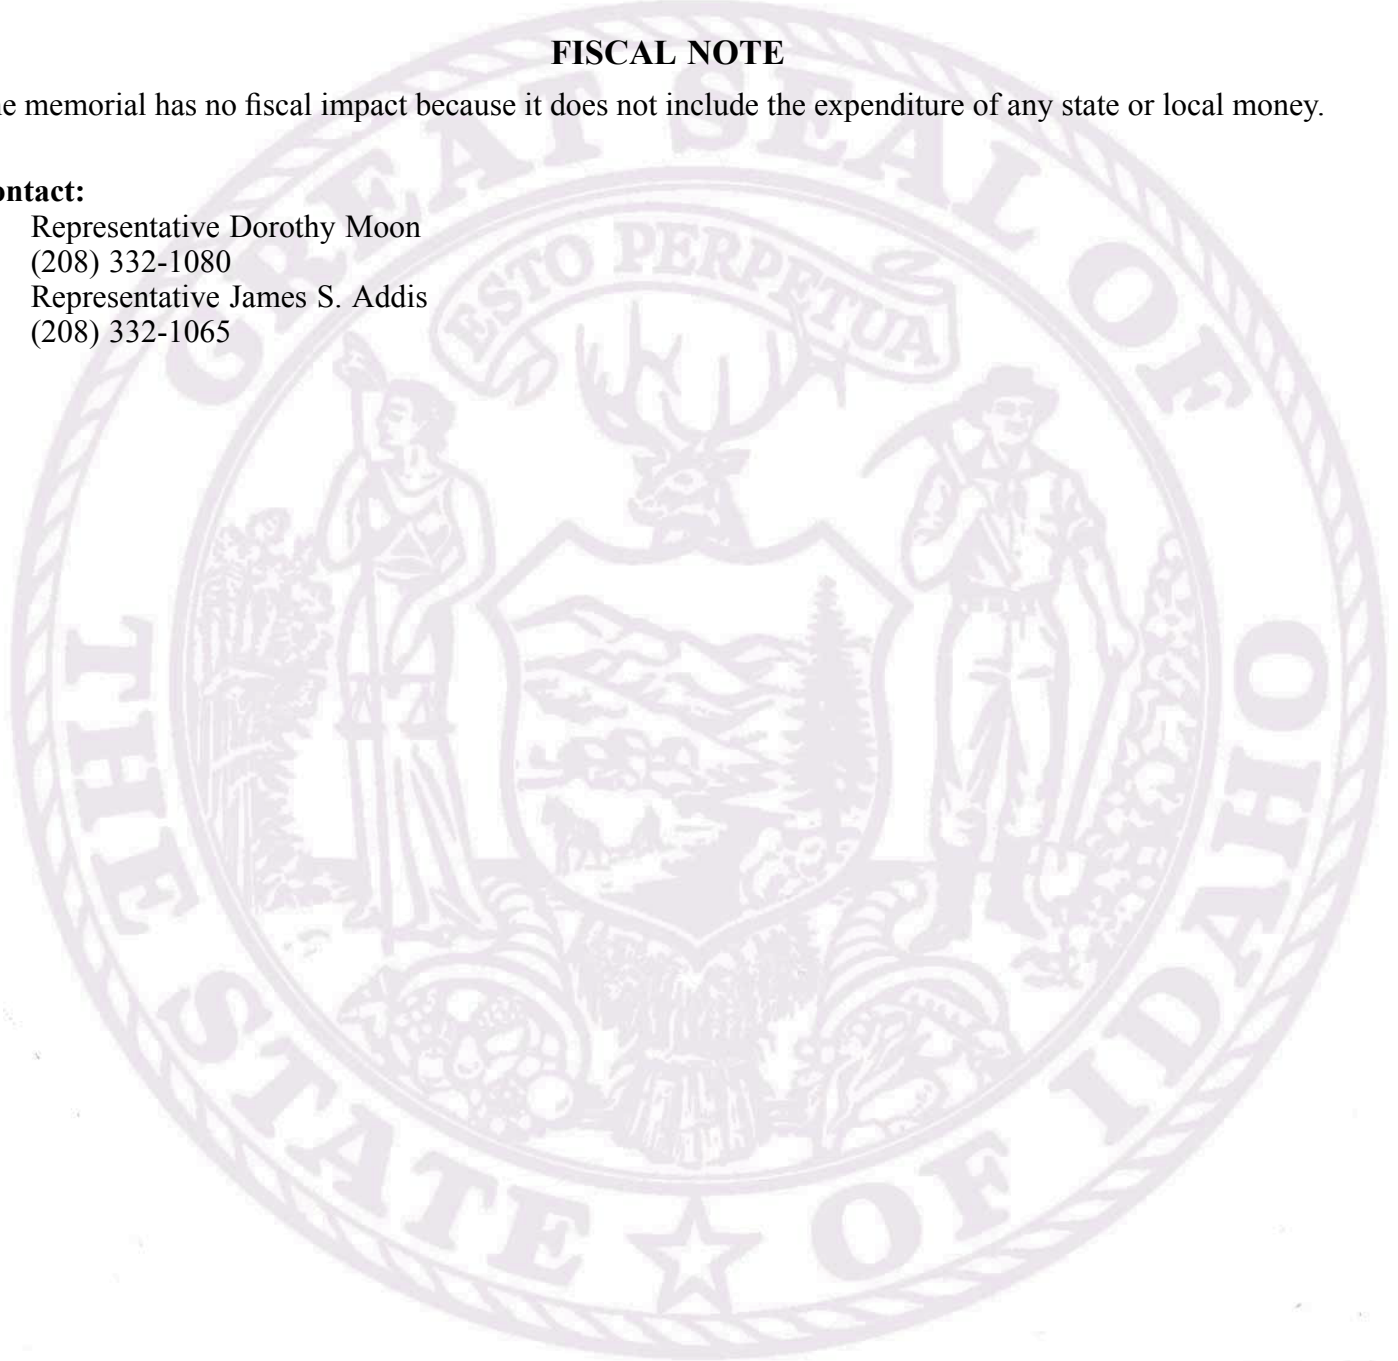 FISCAL NOTE
ne memorial has no fiscal impact because it does not include the expenditure of any state or local money.
ontact:
Representative Dorothy Moon
(208) 332-1080
Representative James S. Addis
(208) 332-1065
GREAT SEAL OF
ESTO PERPETUA
THE STATE OF IDAHO